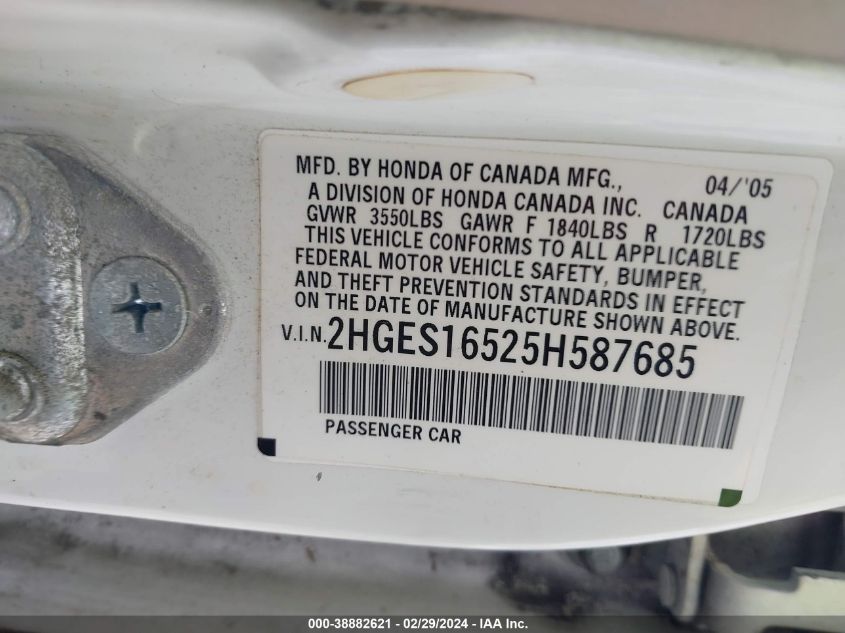 MFD. BY HONDA OF CANADA MFG., 04/'05
A DIVISION OF HONDA CANADA INC. CANADA
GVWR 3550LBS GAWR F 1840LBS R 1720LBS
THIS VEHICLE CONFORMS TO ALL APPLICABLE
FEDERAL MOTOR VEHICLE SAFETY, BUMPER,
AND THEFT PREVENTION STANDARDS IN EFFECT
ON THE DATE OF MANUFACTURE SHOWN ABOVE.
V.I.N. 2HGES16525H587685
PASSENGER CAR
000-38882621 - 02/29/2024 - IAA Inc.